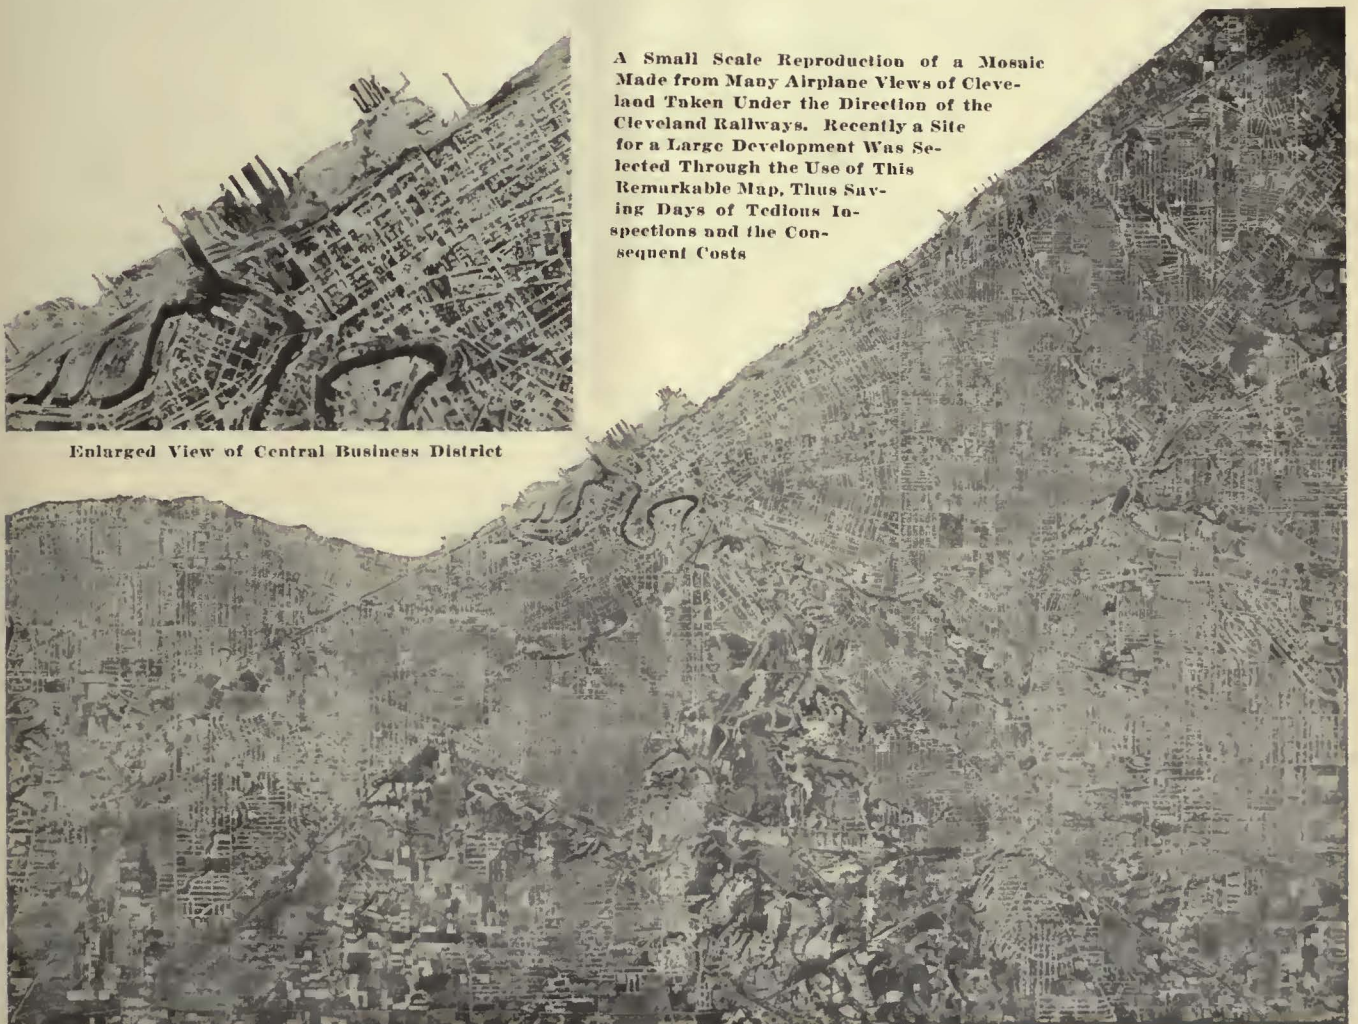 A Small Scale Reproduction of a Mosaic
Made from Many Airplane Views of Cleve-
land Taken Under the Direction of the
Cleveland Railways. Recently a Site
for a Large Development Was Se-
lected Through the Use of This
Remarkable Map, Thus Sav-
ing Days of Tedious In-
spections and the Con-
sequent Costs
Enlarged View of Central Business District